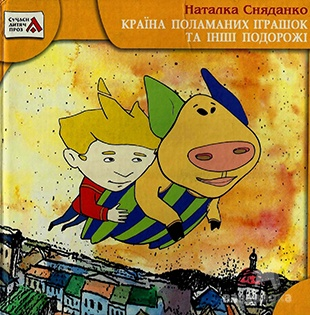 СУЧАСНА
ДИТЯЧА
ПРОЗА
Наталка Сняданко
КРАЇНА ПОЛАМАНИХ ІГРАШОК
ТА ІНШІ ПОДОРОЖІ